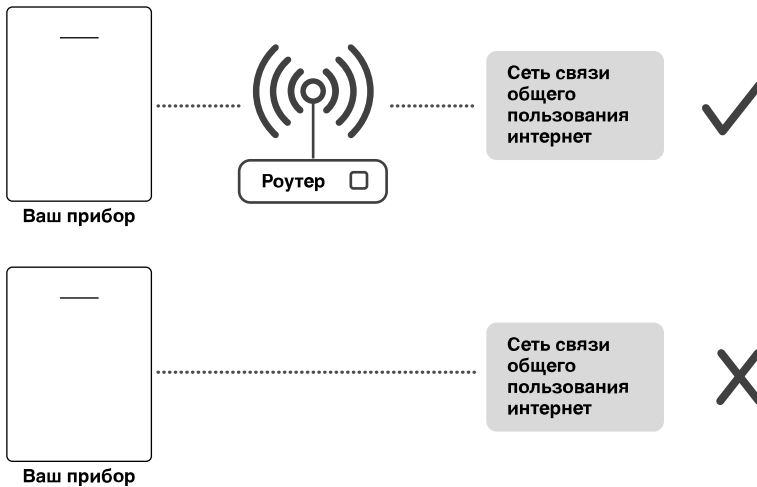 Сеть связи
общего
пользования
интернет
Роутер
Ваш прибор
Сеть связи
общего
пользования
интернет
Ваш прибор